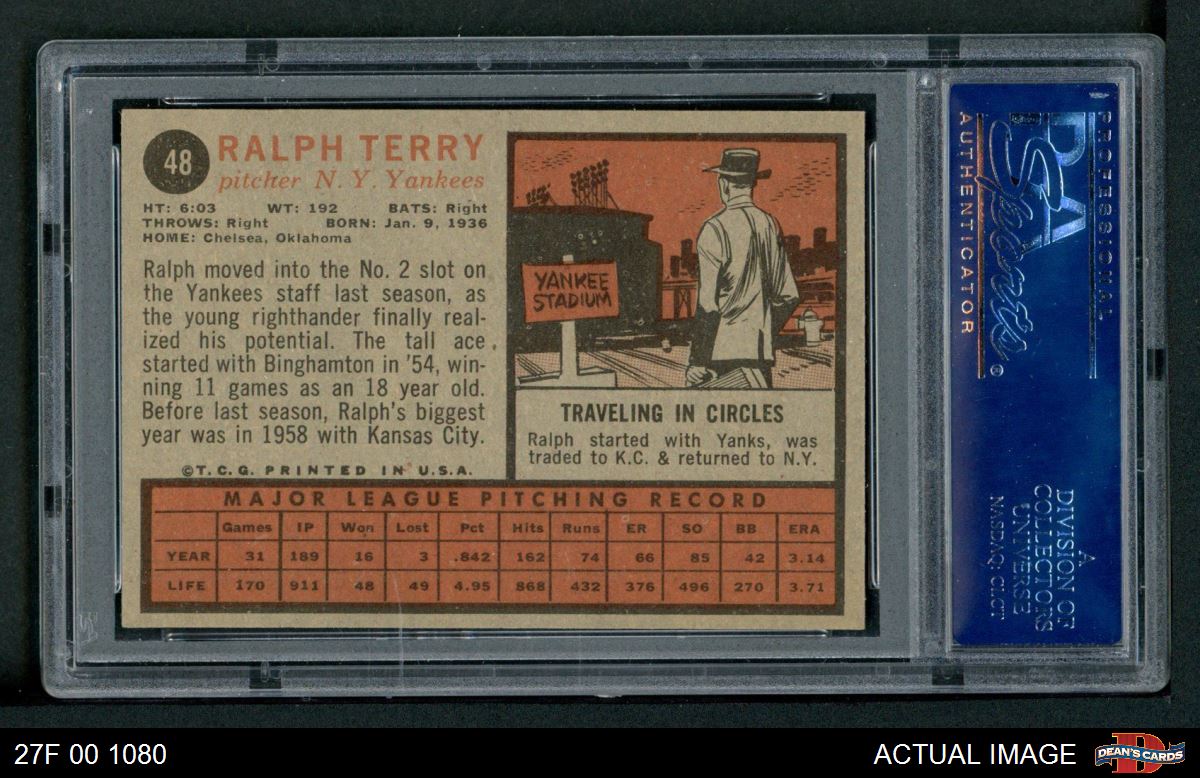 48
RALPH TERRY
pitcher N. Y. Yankees
HT: 6:03 WT: 192 BATS: Right
THROWS: Right BORN: Jan. 9, 1936
HOME: Chelsea, Oklahoma
Ralph moved into the No. 2 slot on
the Yankees staff last season, as
the young righthander finally real-
ized his potential. The tall ace
started with Binghamton in '54, win-
ning 11 games as an 18 year old.
Before last season, Ralph's biggest
year was in 1958 with Kansas City.
©T.C.G. PRINTED IN U.S.A.
YANKEE
STADIUM
TRAVELING IN CIRCLES
Ralph started with Yanks, was
traded to K.C. & returned to N.Y.
MAJOR LEAGUE PITCHING RECORD
Games IP Won Lost Pct Hits Runs ER SO BB ERA
YEAR 31 189 16 3 .842 162 74 66 85 42 3.14
LIFE 170 911 48 49 4.95 868 432 376 496 270 3.71
PROFESSIONAL
PSA
Sports®
AUTHENTICATOR
A
DIVISION OF
COLLECTORS
UNIVERSE
NASDAQ: CLCT
27F 00 1080
ACTUAL IMAGE
D
DEAN'S CARDS